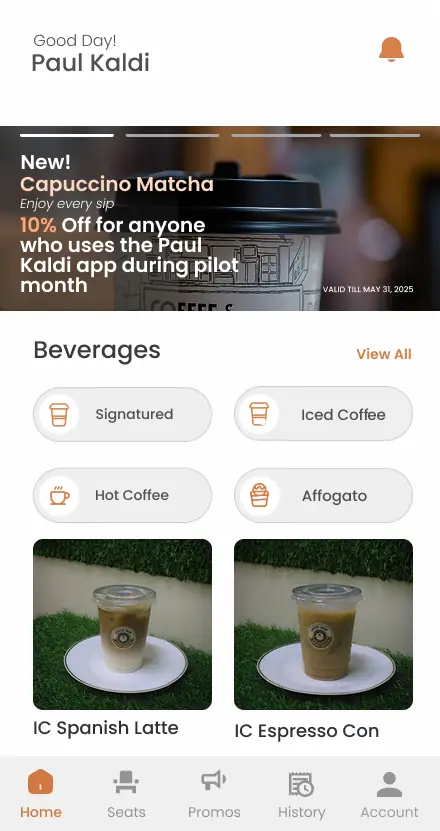 Good Day!
Paul Kaldi
New!
Capuccino Matcha
Enjoy every sip
10% Off for anyone
who uses the Paul
Kaldi app during pilot
month
VALID TILL MAY 31, 2025
Beverages
View All
Signatured
Iced Coffee
Hot Coffee
Affogato
IC Spanish Latte
IC Espresso Con
Home
Seats
Promos
History
Account